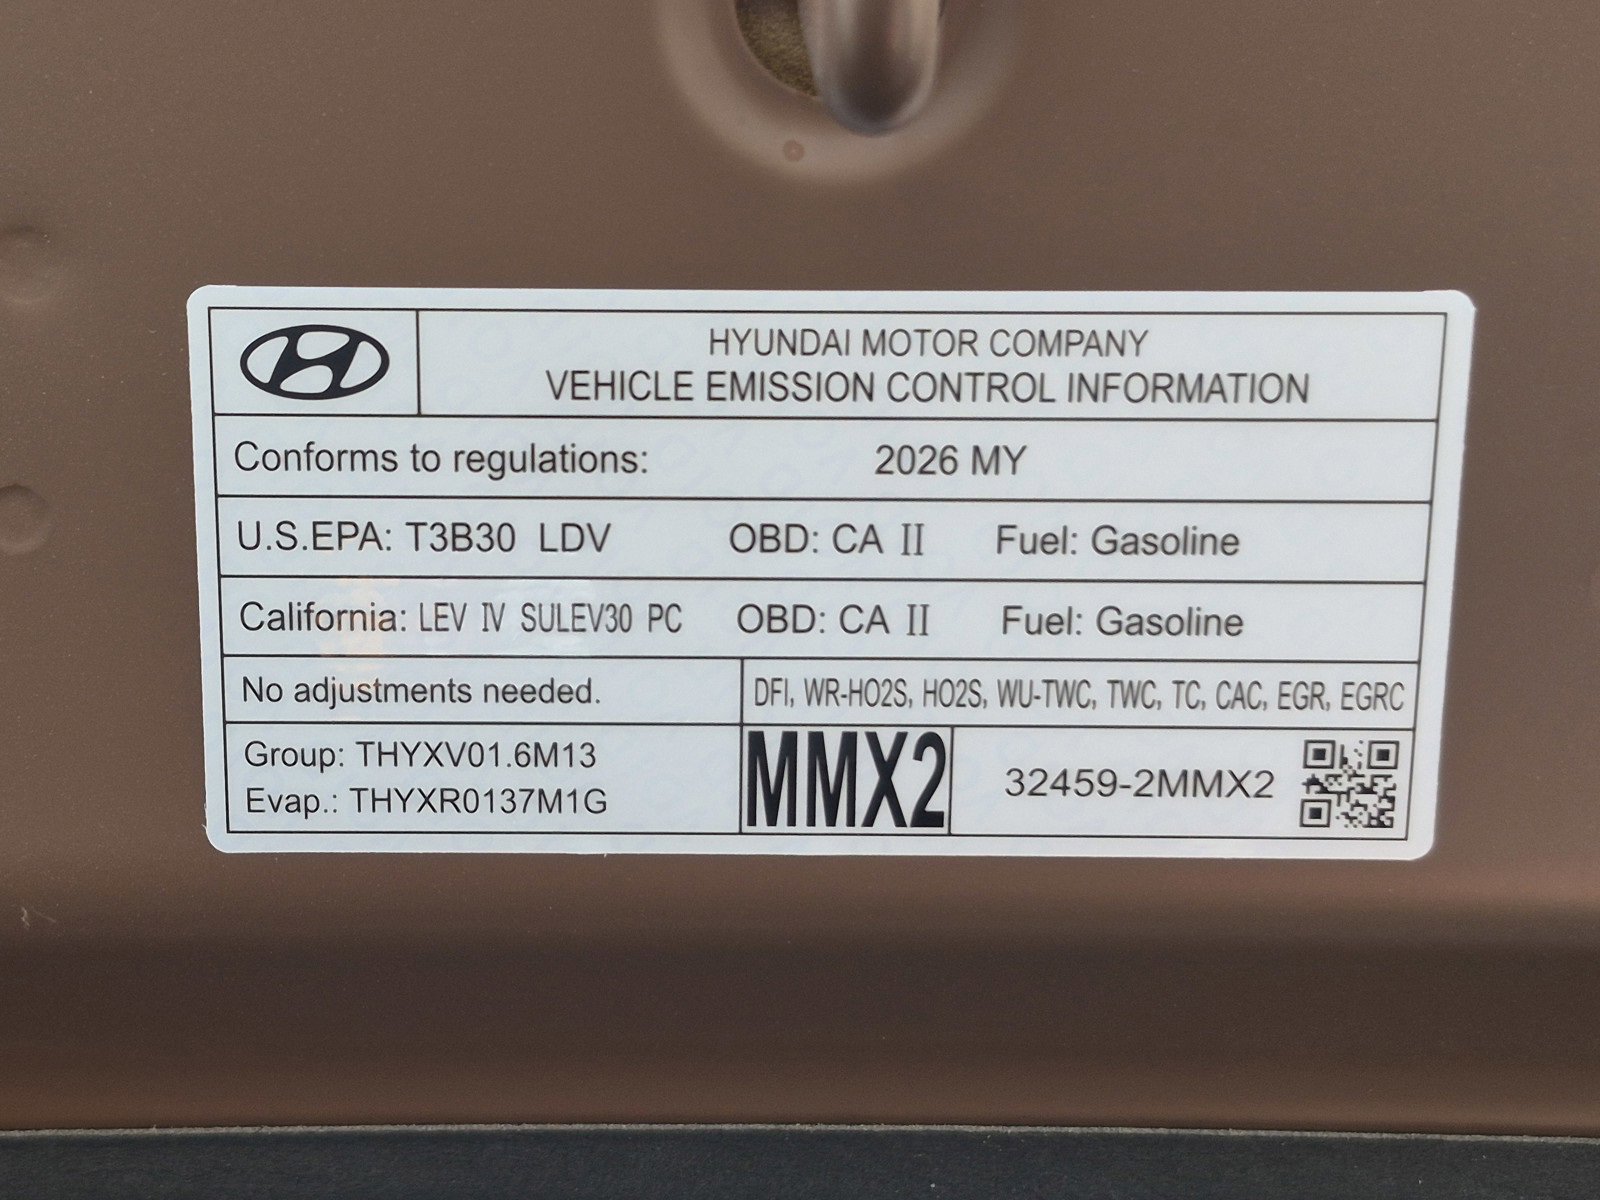 HYUNDAI MOTOR COMPANY
VEHICLE EMISSION CONTROL INFORMATION
Conforms to regulations: 2026 MY
U.S.EPA: T3B30 LDV OBD: CA II Fuel: Gasoline
California: LEV IV SULEV30 PC OBD: CA II Fuel: Gasoline
No adjustments needed. DFI, WR-HO2S, HO2S, WU-TWC, TWC, TC, CAC, EGR, EGRC
Group: THYXV01.6M13
Evap.: THYXR0137M1G
MMX2
32459-2MMX2